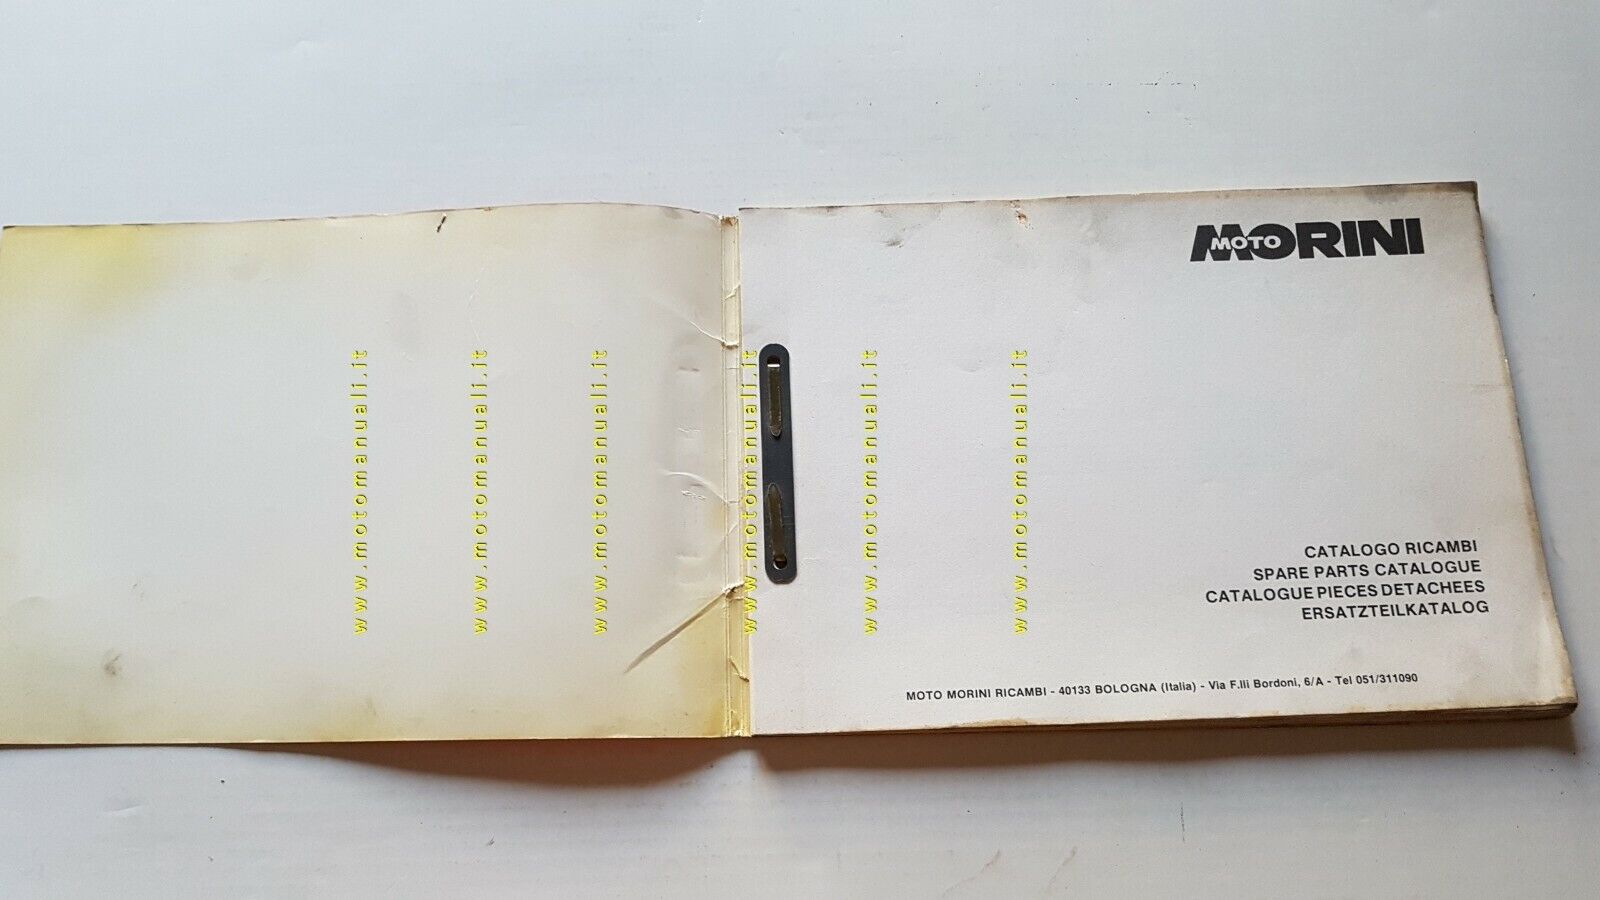 MOTO MORINI
CATALOGO RICAMBI
SPARE PARTS CATALOGUE
CATALOGUE PIECES DETACHEES
ERSATZTEILKATALOG
MOTO MORINI RICAMBI - 40133 BOLOGNA (Italia) - Via F.lli Bordoni, 6/A - Tel 051/311090
www.motomanuali.it
www.motomanuali.it
www.motomanuali.it
www.motomanuali.it
www.motomanuali.it
www.motomanuali.it